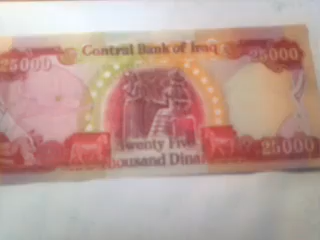 Central Bank of Iraq
25000
25000
Twenty Five
Thousand Dinars
25000